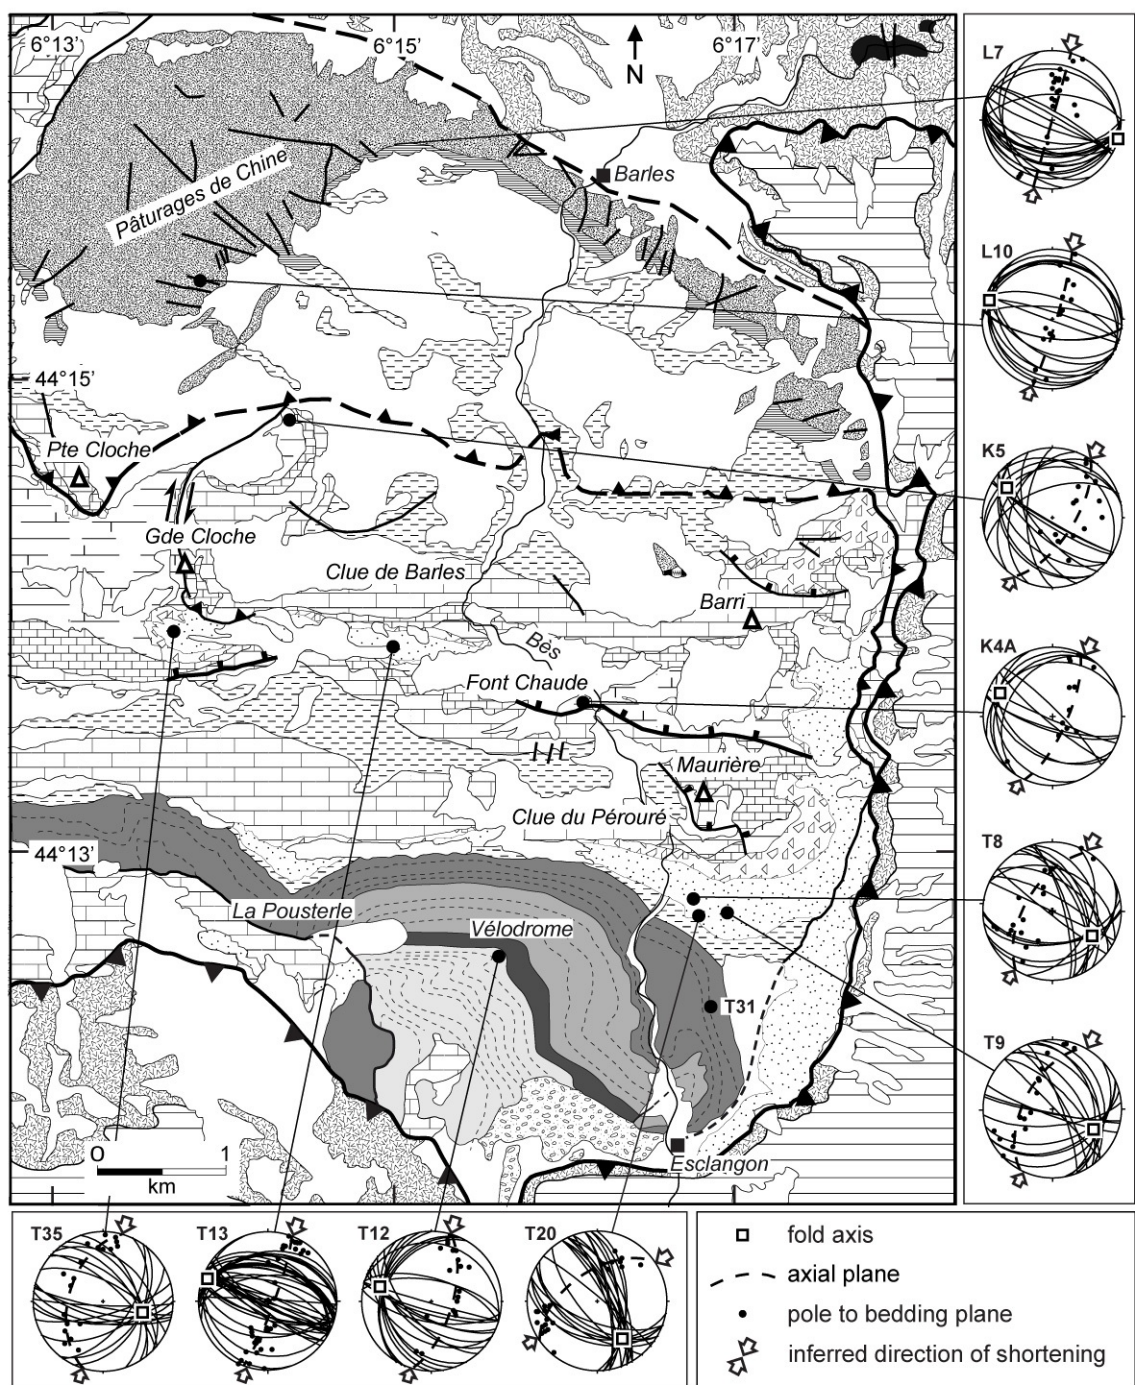 6°13’
6°15’
6°17’
N
L7
Barles
Pâturages de Chine
L10
44°15’
Pte Cloche
K5
Gde Cloche
Clue de Barles
Barri
Bés
Font Chaude
K4A
Maurière
Clue du Pérouré
44°13’
T8
La Pousterle
Vélodrome
T31
T9
O 1
km
Esclangon
T35
T13
T12
T20
fold axis
axial plane
pole to bedding plane
inferred direction of shortening